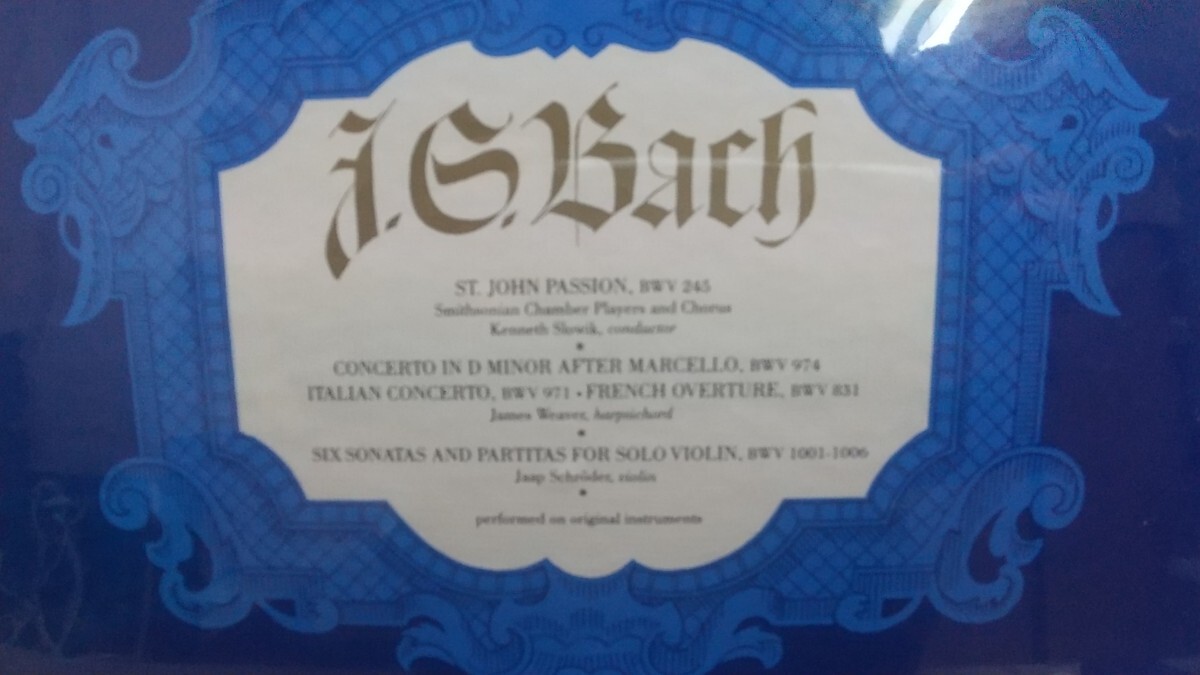 J.S. Bach
ST. JOHN PASSION, BWV 245
Smithsonian Chamber Players and Chorus
Kenneth Slowik, conductor
CONCERTO IN D MINOR AFTER MARCELLO, BWV 974
ITALIAN CONCERTO, BWV 971 • FRENCH OVERTURE, BWV 831
James Weaver, harpsichord
SIX SONATAS AND PARTITAS FOR SOLO VIOLIN, BWV 1001-1006
Jaap Schröder, violin
performed on original instruments